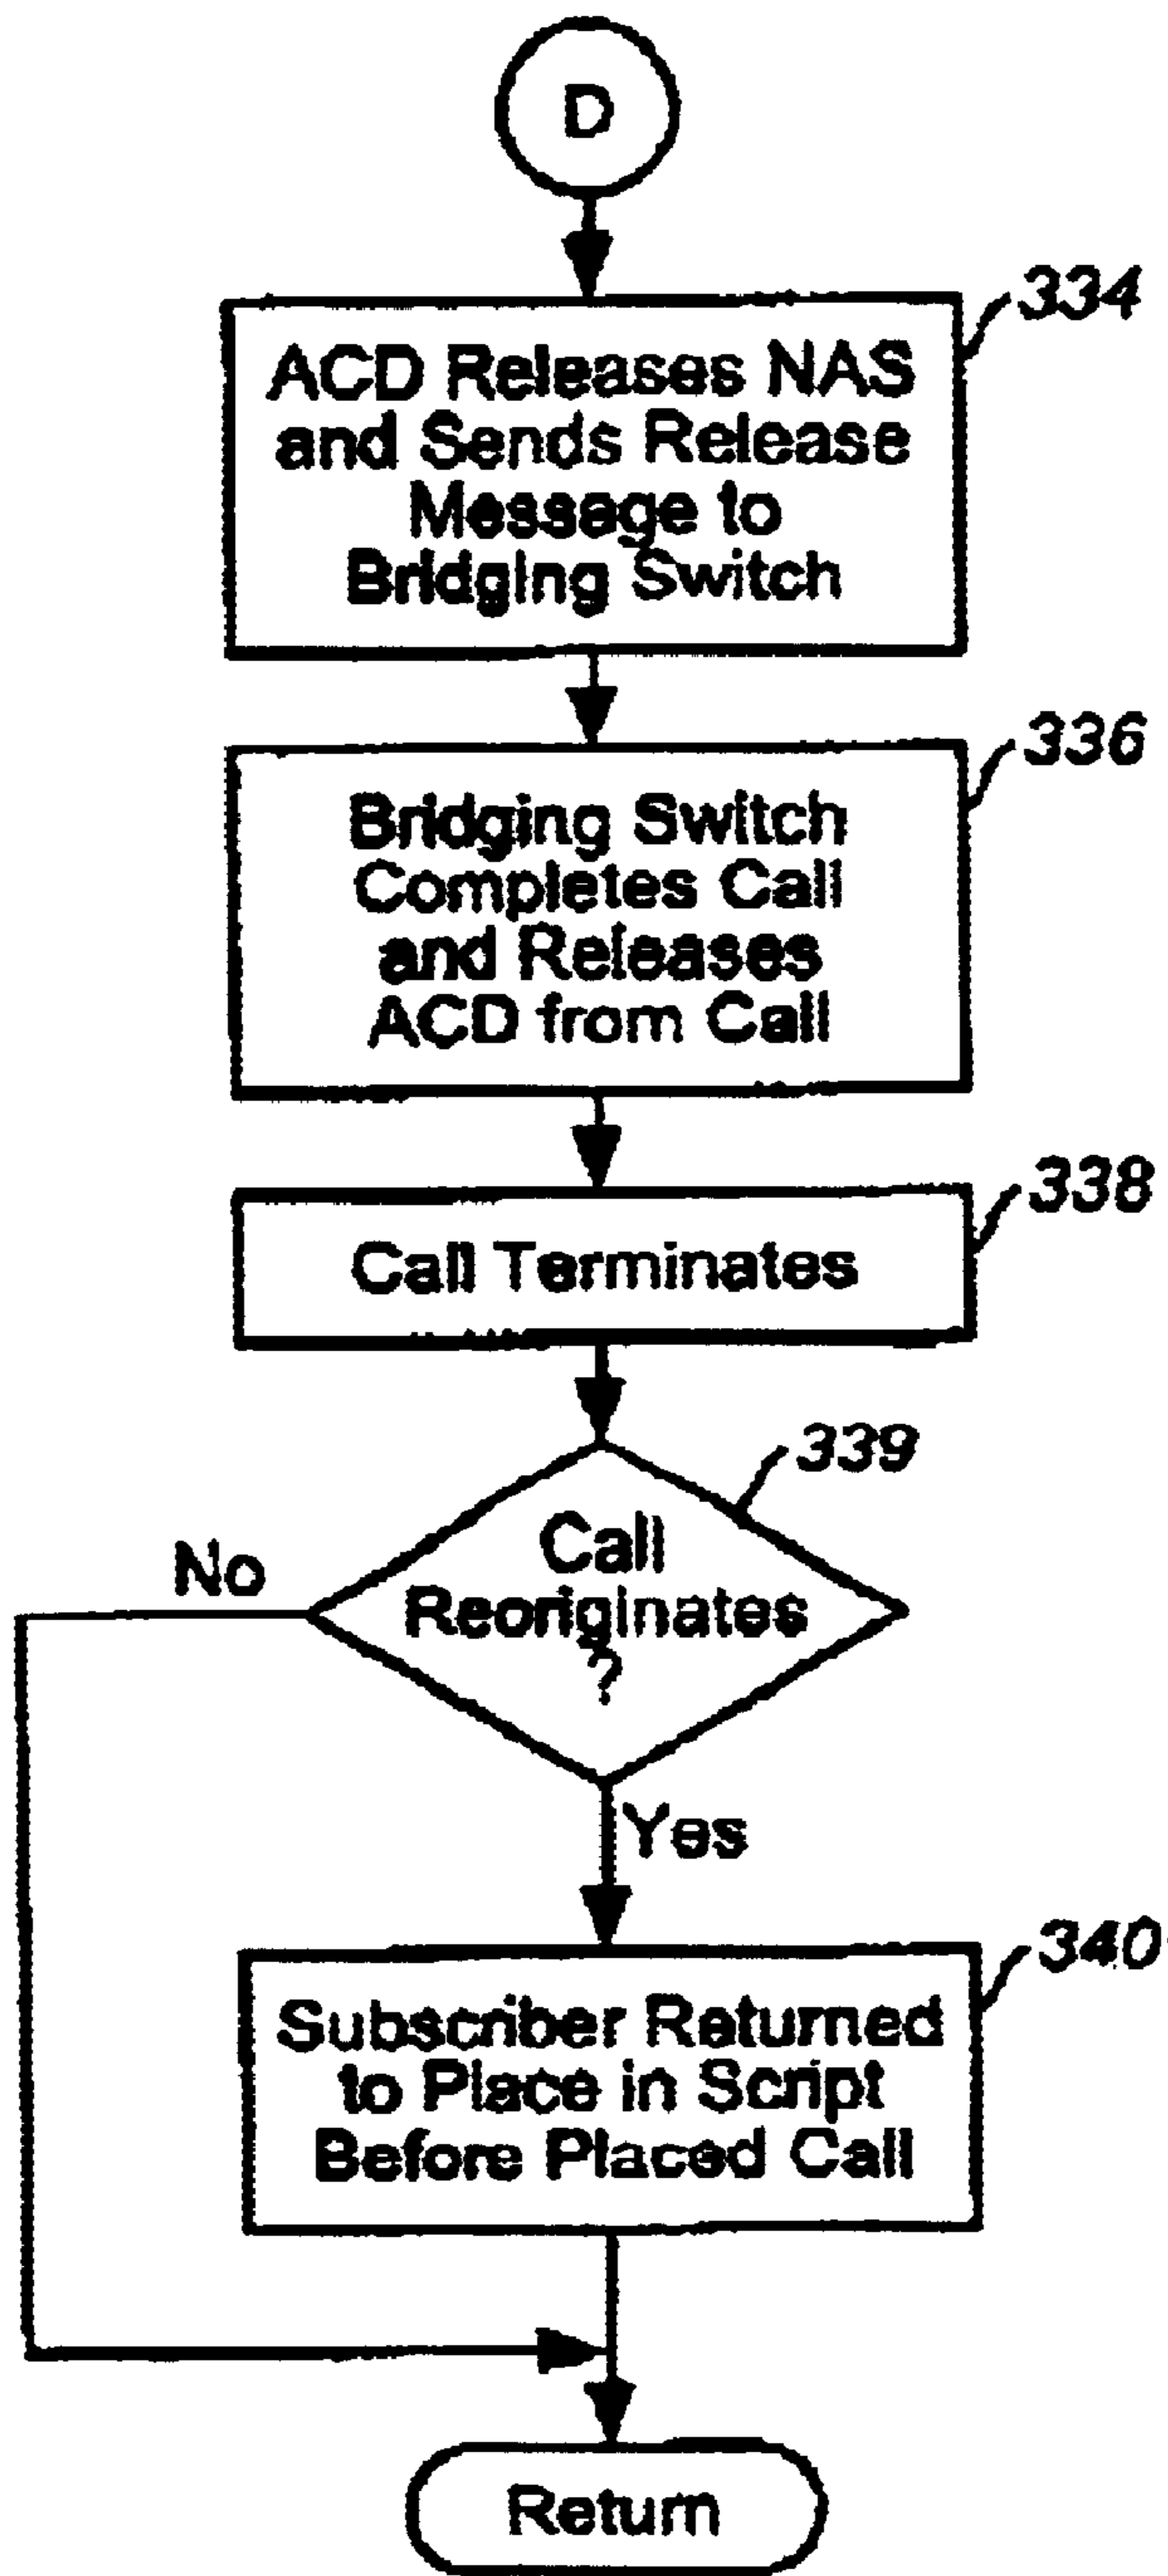 D
334
ACD Releases NAS
and Sends Release
Message to
Bridging Switch
336
Bridging Switch
Completes Call
and Releases
ACD from Call
338
Call Terminates
339
Call
Reoriginates
?
No
Yes
340
Subscriber Returned
to Place in Script
Before Placed Call
Return